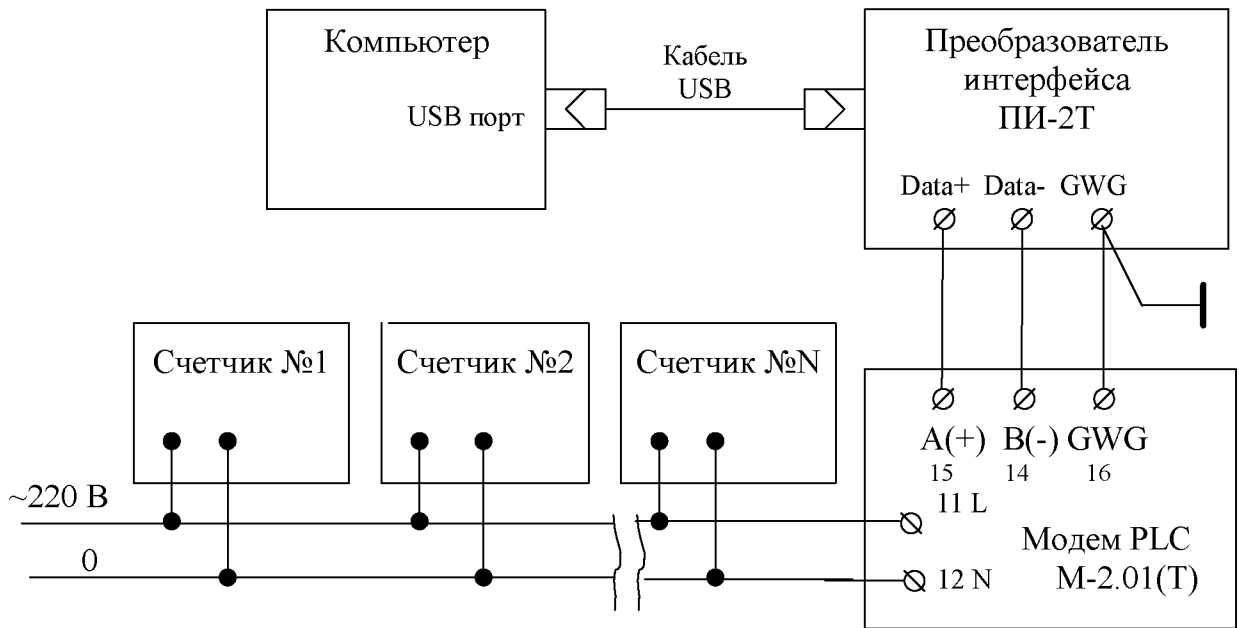 Компьютер
USB порт
Кабель
USB
Преобразователь
интерфейса
ПИ-2Т
Data+ Data- GWG
Счетчик №1
Счетчик №2
Счетчик №N
~220 В
0
A(+) B(-) GWG
15 14 16
11 L
12 N
Модем PLC
М-2.01(Т)